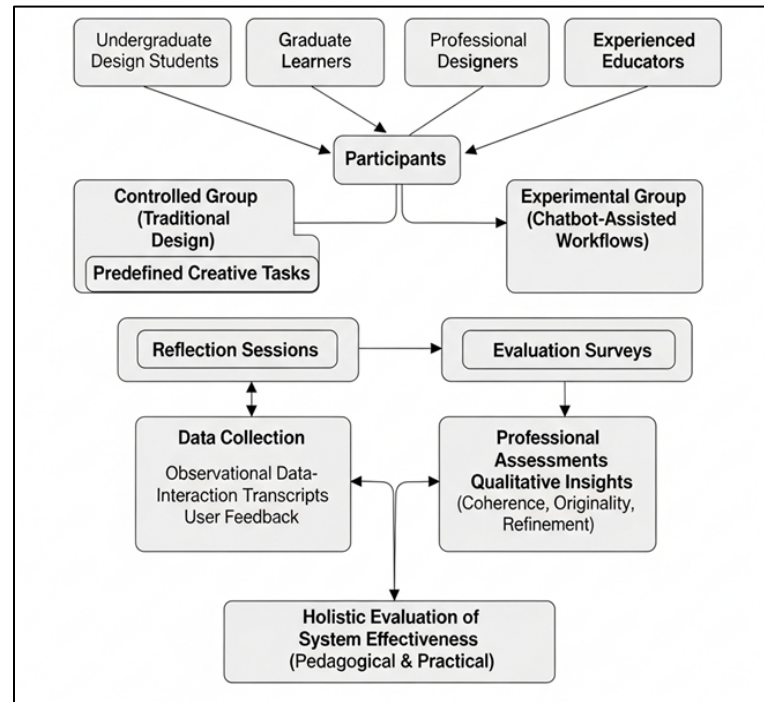 Undergraduate
Design Students
Graduate
Learners
Professional
Designers
Experienced
Educators
Participants
Controlled Group
(Traditional
Design)
Predefined Creative Tasks
Experimental Group
(Chatbot-Assisted
Workflows)
Reflection Sessions
Evaluation Surveys
Data Collection
Observational Data-
Interaction Transcripts
User Feedback
Professional
Assessments
Qualitative Insights
(Coherence, Originality,
Refinement)
Holistic Evaluation of
System Effectiveness
(Pedagogical & Practical)